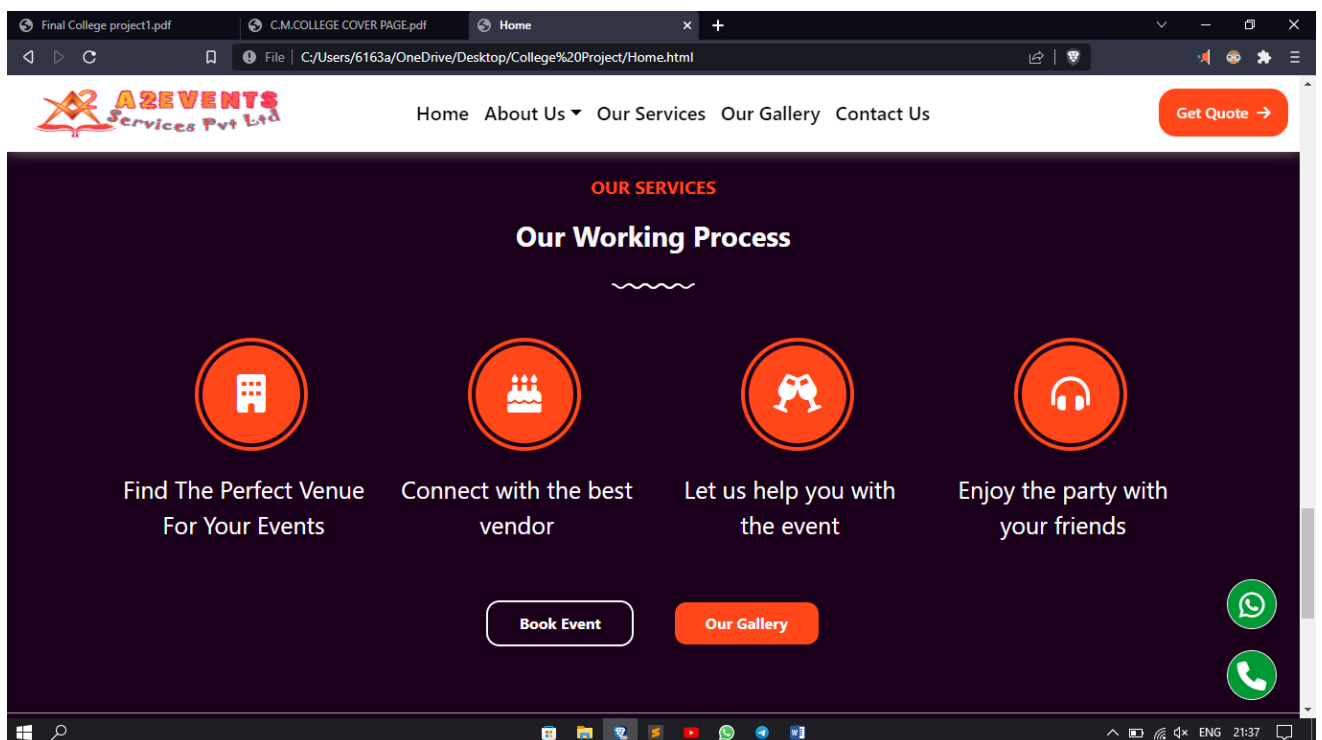 Final College project1.pdf
C.M.COLLEGE COVER PAGE.pdf
Home
File
C:/Users/6163a/OneDrive/Desktop/College%20Project/Home.html
A2EVENTS
Services Pvt Ltd
Home About Us Our Services Our Gallery Contact Us
Get Quote →
OUR SERVICES
Our Working Process
Find The Perfect Venue
For Your Events
Connect with the best
vendor
Let us help you with
the event
Enjoy the party with
your friends
Book Event
Our Gallery
ENG 21:37